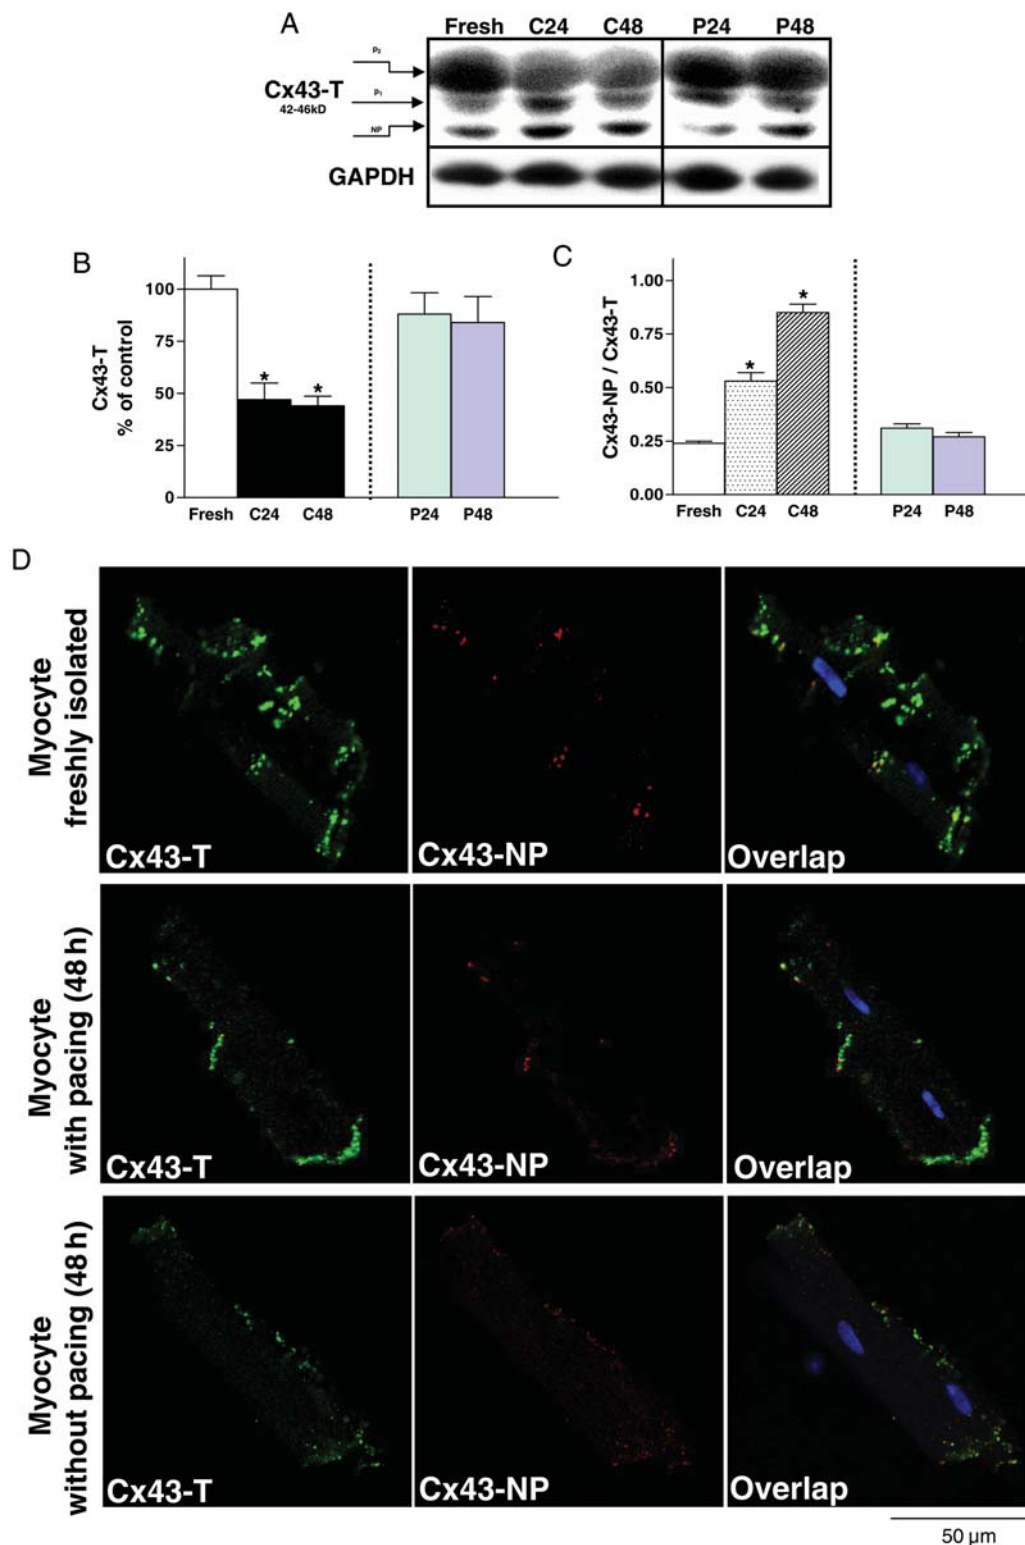 A
Fresh C24 C48 P24 P48
P2
Cx43-T
42-46kD
P1
NP
GAPDH
B
Cx43-T
% of control
100
75
50
25
0
* *
Fresh C24 C48 P24 P48
C
Cx43-NP / Cx43-T
1.00
0.75
0.50
0.25
0.00
* *
Fresh C24 C48 P24 P48
D
Myocyte
freshly isolated
Cx43-T Cx43-NP Overlap
Myocyte
with pacing (48 h)
Cx43-T Cx43-NP Overlap
Myocyte
without pacing (48 h)
Cx43-T Cx43-NP Overlap
50 µm